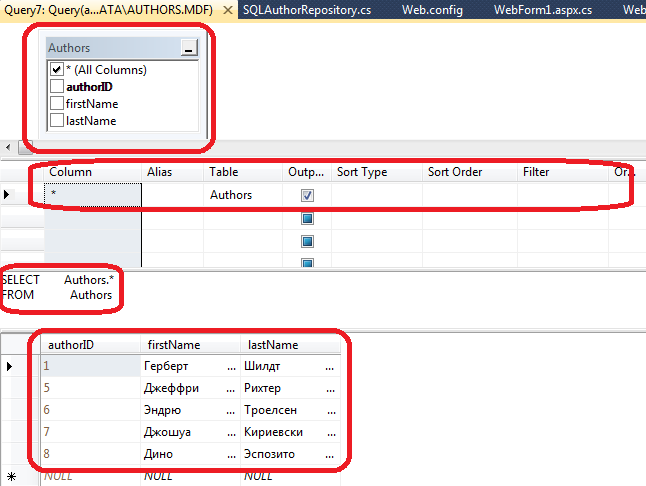 Query7: Query(a...ATA\AUTHORS.MDF) SQLAuthorRepository.cs Web.config WebForm1.aspx.cs Web
Authors
* (All Columns)
authorID
firstName
lastName
Column Alias Table Outp... Sort Type Sort Order Filter Or...
* Authors
SELECT Authors.*
FROM Authors
authorID firstName lastName
1 Герберт ... Шилдт ...
5 Джеффри ... Рихтер ...
6 Эндрю ... Троелсен ...
7 Джошуа ... Кириевски ...
8 Дино ... Эспозито ...
NULL NULL NULL